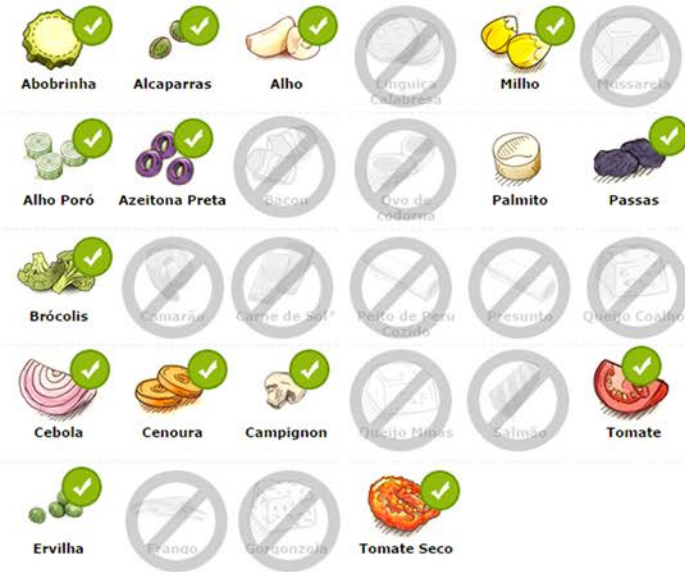 Abobrinha Alcaparras Alho Linguiça Calabresa Milho Mussarela
Alho Poró Azeitona Preta Bacon Ovo de codorna Palmito Passas
Brócolis Camarão Carne de Sol* Peito de Peru Cozido Presunto Queijo Coalho
Cebola Cenoura Campignon Queijo Minas Salmão Tomate
Ervilha Frango Gorgonzola Tomate Seco